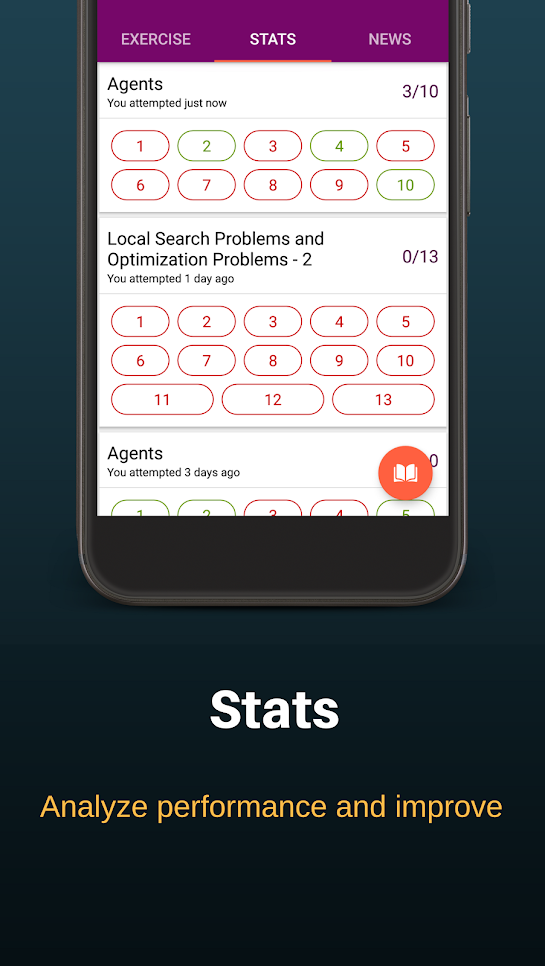 EXERCISE STATS NEWS
Agents
3/10
You attempted just now
1 2 3 4 5
6 7 8 9 10
Local Search Problems and
Optimization Problems - 2
0/13
You attempted 1 day ago
1 2 3 4 5
6 7 8 9 10
11 12 13
Agents
0
You attempted 3 days ago
1 2 3 4 5
Stats
Analyze performance and improve